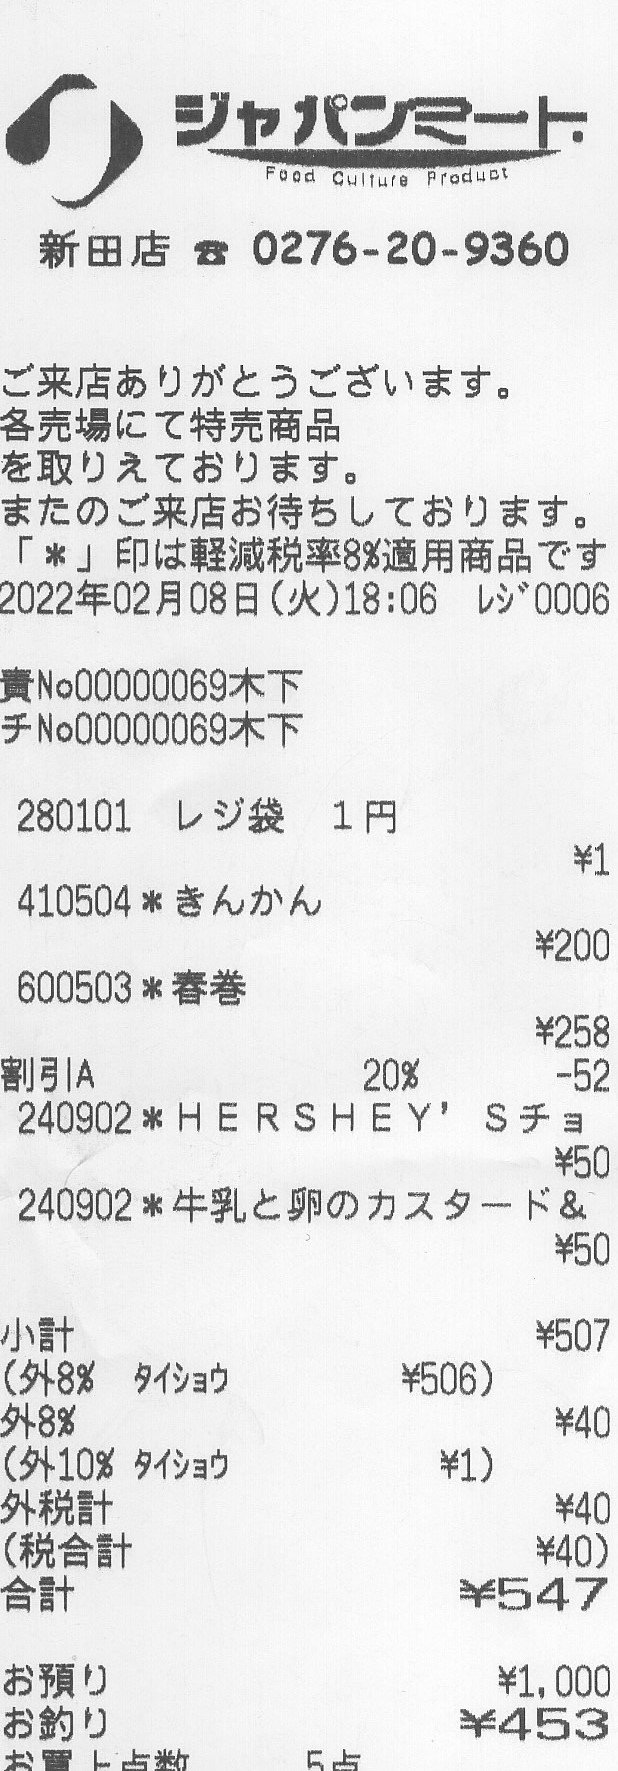 ジャパンミート.
Food Culture Product
新田店 ☎ 0276-20-9360
ご来店ありがとうございます。
各売場にて特売商品
を取りえております。
またのご来店お待ちしております。
「＊」印は軽減税率8%適用商品です
2022年02月08日(火)18:06 ﾚｼﾞ0006
責No00000069木下
チNo00000069木下
280101 レジ袋 １円
¥1
410504＊きんかん
¥200
600503＊春巻
¥258
割引A 20% -52
240902＊ＨＥＲＳＨＥＹ’Ｓチョ
¥50
240902＊牛乳と卵のカスタード＆
¥50
小計 ¥507
(外8% ﾀｲｼｮｳ ¥506)
外8% ¥40
(外10% ﾀｲｼｮｳ ¥1)
外税計 ¥40
(税合計 ¥40)
合計 ¥547
お預り ¥1,000
お釣り ¥453
お買上点数 5点